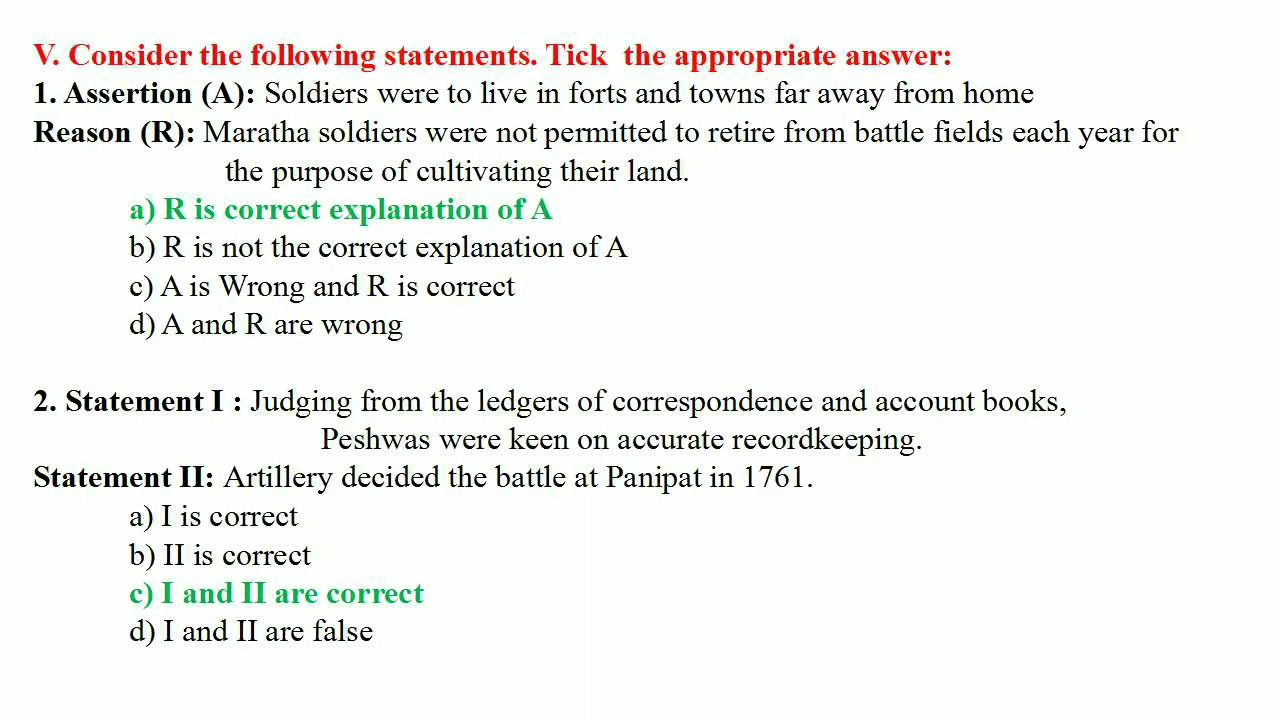 V. Consider the following statements. Tick  the appropriate answer:
1. Assertion (A): Soldiers were to live in forts and towns far away from home
Reason (R): Maratha soldiers were not permitted to retire from battle fields each year for
the purpose of cultivating their land.
a) R is correct explanation of A
b) R is not the correct explanation of A
c) A is Wrong and R is correct
d) A and R are wrong
2. Statement I : Judging from the ledgers of correspondence and account books,
Peshwas were keen on accurate recordkeeping.
Statement II: Artillery decided the battle at Panipat in 1761.
a) I is correct
b) II is correct
c) I and II are correct
d) I and II are false